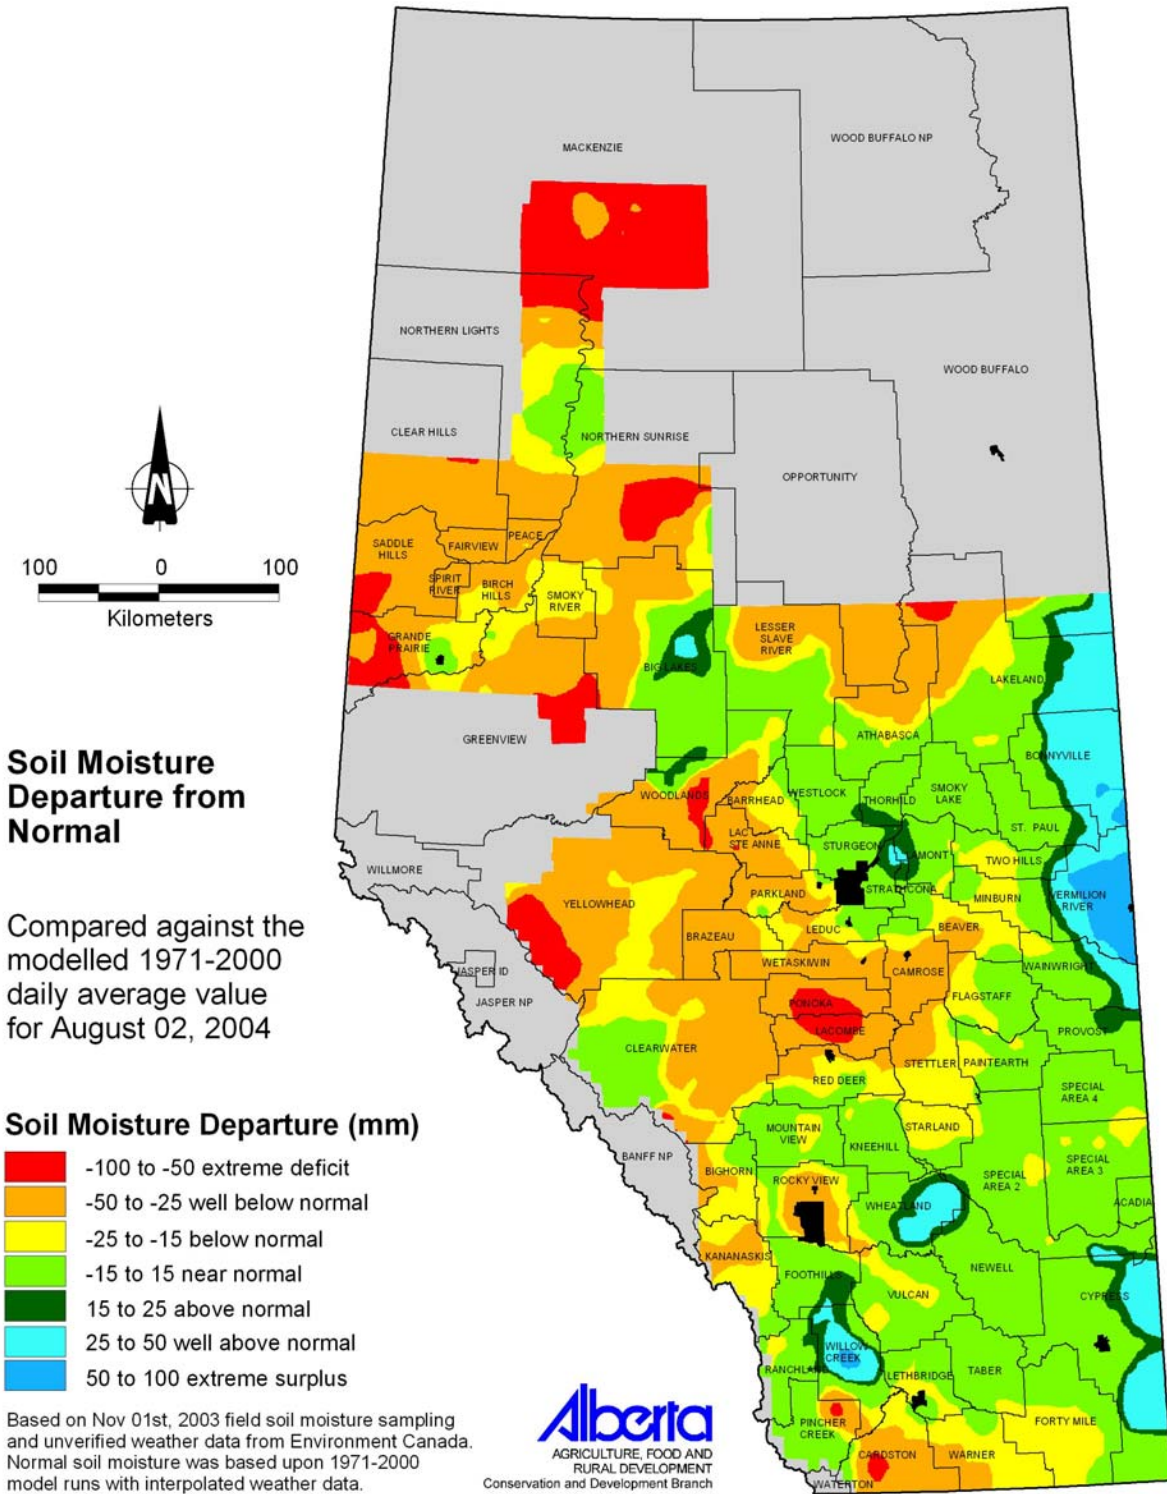 MACKENZIE
WOOD BUFFALO NP
NORTHERN LIGHTS
WOOD BUFFALO
CLEAR HILLS
NORTHERN SUNRISE
OPPORTUNITY
N
100 0 100
Kilometers
SADDLE
HILLS
FAIRVIEW
PEACE
SPIRIT
RIVER
BIRCH
HILLS
SMOKY
RIVER
GRANDE
PRAIRIE
LESSER
SLAVE
RIVER
BIG LAKES
LAKELAND
GREENVIEW
ATHABASCA
BONNYVILLE
Soil Moisture
Departure from
Normal
WOODLANDS
BARRHEAD
WESTLOCK
THORHILD
SMOKY
LAKE
ST. PAUL
LAC
STE ANNE
STURGEON
LAMONT
TWO HILLS
WILLMORE
YELLOWHEAD
PARKLAND
STRATHCONA
MINBURN
VERMILION
RIVER
Compared against the
modelled 1971-2000
daily average value
for August 02, 2004
BRAZEAU
LEDUC
BEAVER
WETASKIWIN
CAMROSE
WAINWRIGHT
JASPER ID
JASPER NP
PONOKA
FLAGSTAFF
LACOMBE
PROVOST
CLEARWATER
STETTLER
PAINTEARTH
RED DEER
SPECIAL
AREA 4
MOUNTAIN
VIEW
KNEEHILL
STARLAND
BANFF NP
BIGHORN
ROCKY VIEW
WHEATLAND
SPECIAL
AREA 2
SPECIAL
AREA 3
ACADIA
KANANASKIS
FOOTHILLS
NEWELL
VULCAN
CYPRESS
WILLOW
CREEK
RANCHLAND
LETHBRIDGE
TABER
PINCHER
CREEK
FORTY MILE
CARDSTON
WARNER
WATERTON
Soil Moisture Departure (mm)
-100 to -50 extreme deficit
-50 to -25 well below normal
-25 to -15 below normal
-15 to 15 near normal
15 to 25 above normal
25 to 50 well above normal
50 to 100 extreme surplus
Based on Nov 01st, 2003 field soil moisture sampling
and unverified weather data from Environment Canada.
Normal soil moisture was based upon 1971-2000
model runs with interpolated weather data.
Alberta
AGRICULTURE, FOOD AND
RURAL DEVELOPMENT
Conservation and Development Branch